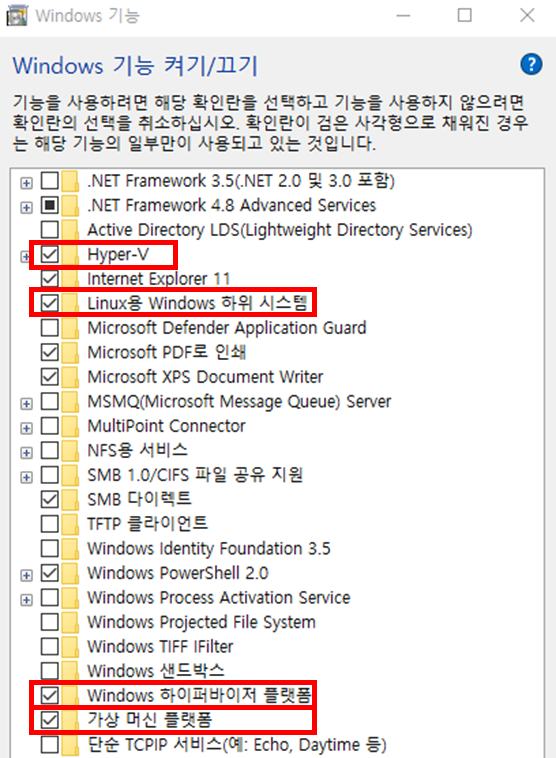 Windows 기능
Windows 기능 켜기/끄기
?
기능을 사용하려면 해당 확인란을 선택하고 기능을 사용하지 않으려면
확인란의 선택을 취소하십시오. 확인란이 검은 사각형으로 채워진 경우
는 해당 기능의 일부만이 사용되고 있는 것입니다.
.NET Framework 3.5(.NET 2.0 및 3.0 포함)
.NET Framework 4.8 Advanced Services
Active Directory LDS(Lightweight Directory Services)
Hyper-V
Internet Explorer 11
Linux용 Windows 하위 시스템
Microsoft Defender Application Guard
Microsoft PDF로 인쇄
Microsoft XPS Document Writer
MSMQ(Microsoft Message Queue) Server
MultiPoint Connector
NFS용 서비스
SMB 1.0/CIFS 파일 공유 지원
SMB 다이렉트
TFTP 클라이언트
Windows Identity Foundation 3.5
Windows PowerShell 2.0
Windows Process Activation Service
Windows Projected File System
Windows TIFF IFilter
Windows 샌드박스
Windows 하이퍼바이저 플랫폼
가상 머신 플랫폼
단순 TCPIP 서비스(예: Echo, Daytime 등)